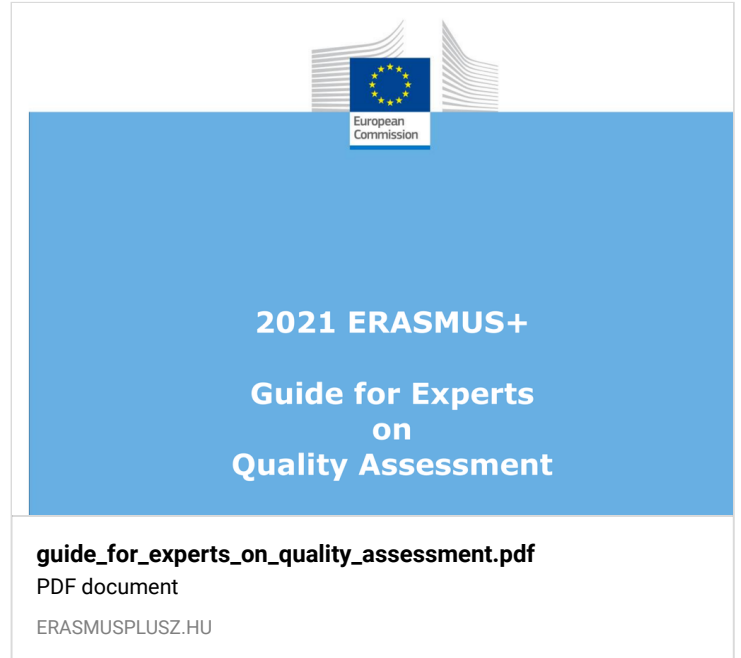 European
Commission
2021 ERASMUS+
Guide for Experts
on
Quality Assessment
guide_for_experts_on_quality_assessment.pdf
PDF document
ERASMUSPLUSZ.HU